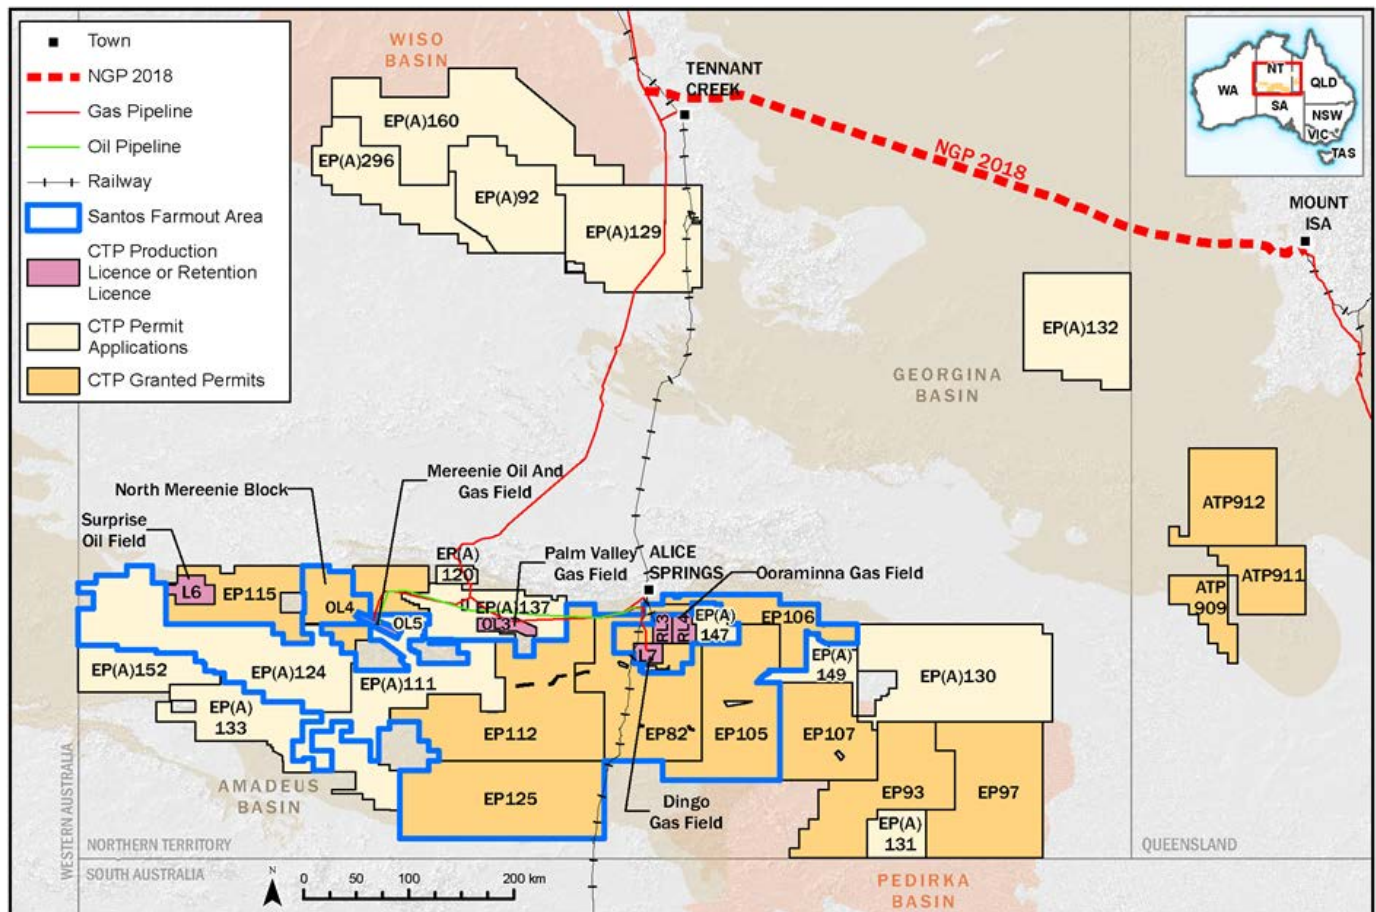 Town
NGP 2018
Gas Pipeline
Oil Pipeline
Railway
Santos Farmout Area
CTP Production
Licence or Retention
Licence
CTP Permit
Applications
CTP Granted Permits
WISO
BASIN
TENNANT
CREEK
NGP 2018
MOUNT
ISA
WA
NT
QLD
SA
NSW
VIC
TAS
EP(A)160
EP(A)296
EP(A)92
EP(A)129
EP(A)132
GEORGINA
BASIN
Mereenie Oil And
Gas Field
North Mereenie Block
Surprise
Oil Field
EP(A)
120
Palm Valley
Gas Field
ALICE
SPRINGS
Ooraminna Gas Field
ATP912
ATP911
ATP
909
L6
EP115
OL4
OL5
EP(A)137
OL3
RL3
RL4
EP(A)
147
EP106
L7
EP(A)152
EP(A)124
EP(A)111
EP(A)
149
EP(A)130
EP(A)
133
EP112
EP82
EP105
EP107
AMADEUS
BASIN
EP125
Dingo
Gas Field
EP93
EP97
EP(A)
131
WESTERN AUSTRALIA
NORTHERN TERRITORY
SOUTH AUSTRALIA
QUEENSLAND
PEDIRKA
BASIN
N
0 50 100 200 km